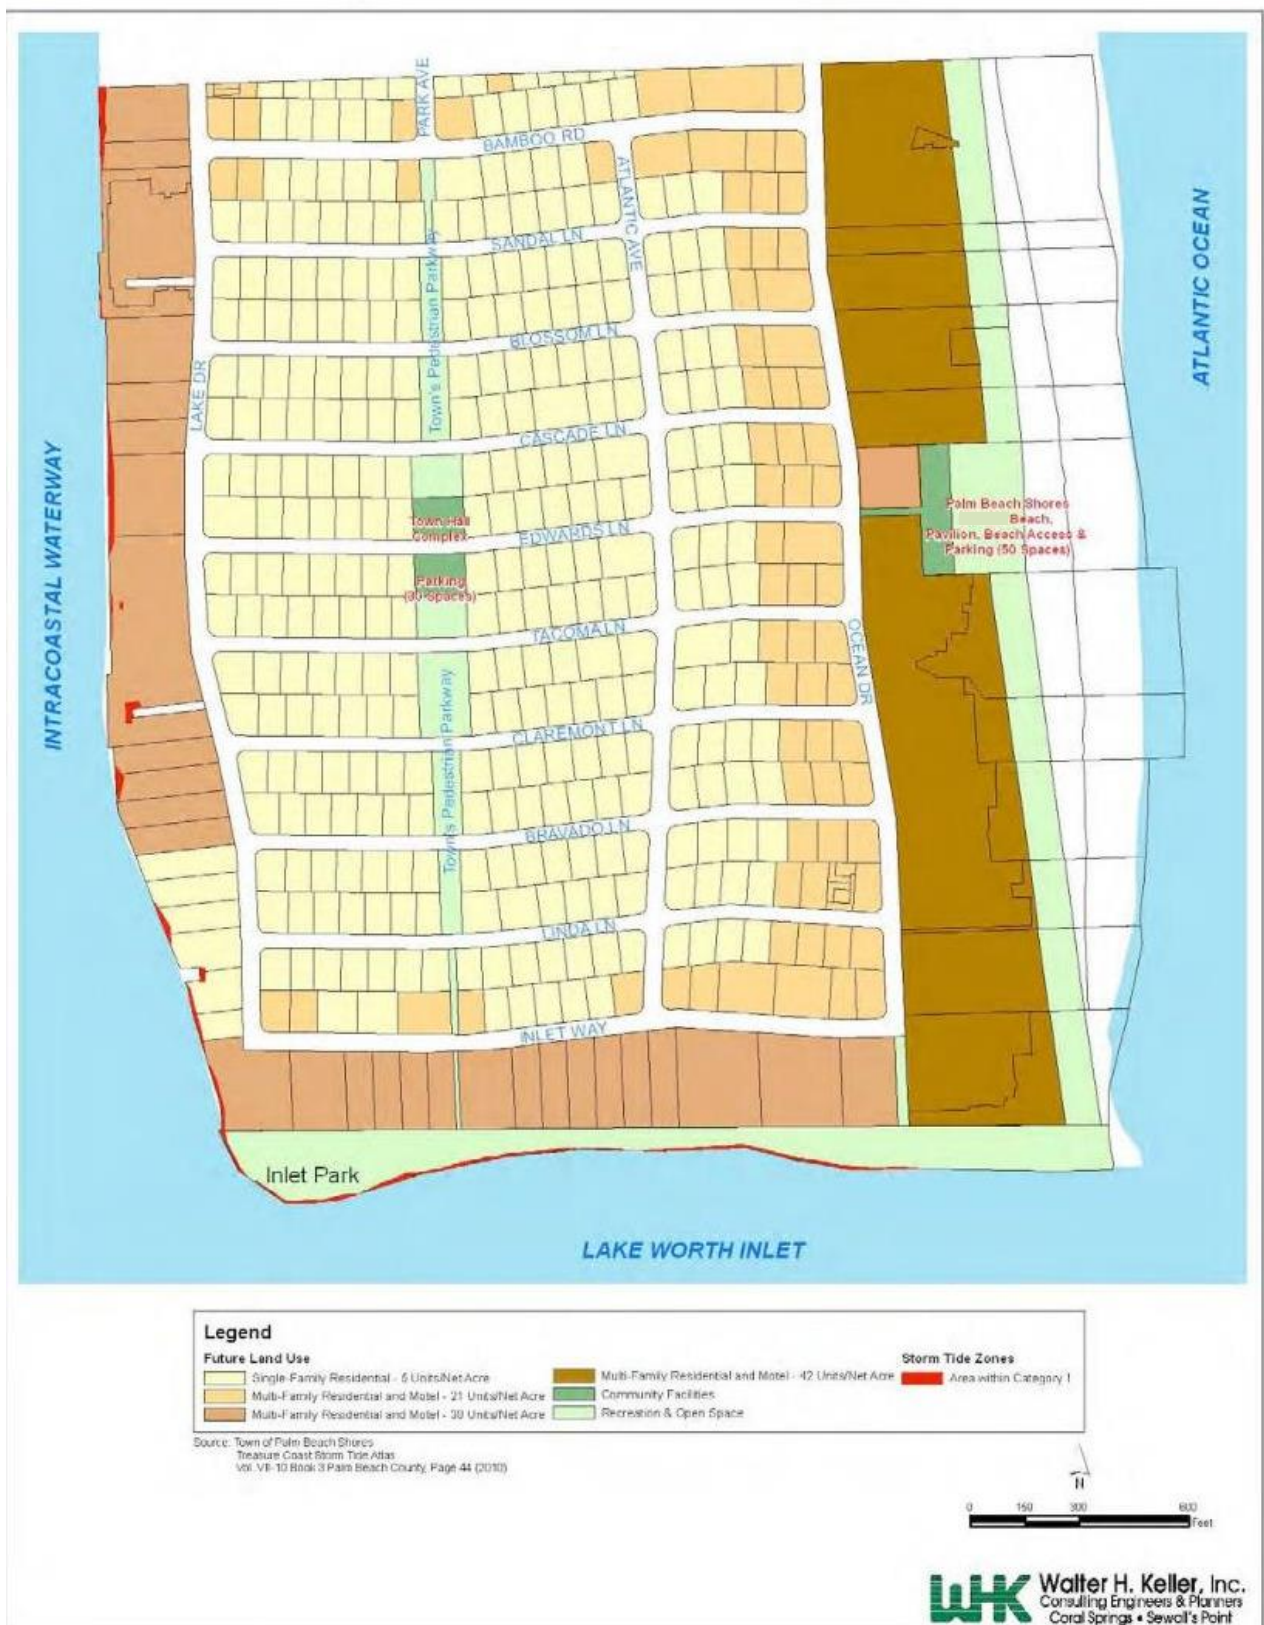 PARK AVE
BAMBOO RD
ATLANTIC AVE
SANDAL LN
Town's Pedestrian Parkway
BLOSSOM LN
LAKE DR
CASCADE LN
ATLANTIC OCEAN
INTRACOASTAL WATERWAY
Town Hall
Complex
EDWARDS LN
Palm Beach Shores
Beach,
Pavilion, Beach Access &
Parking (50 Spaces)
Parking
(30 Spaces)
TACOMA LN
OCEAN DR
Town's Pedestrian Parkway
CLAREMONT LN
BRAVADO LN
LINDA LN
INLET WAY
Inlet Park
LAKE WORTH INLET
Legend
Future Land Use
Single-Family Residential - 5 Units/Net Acre
Multi-Family Residential and Motel - 21 Units/Net Acre
Multi-Family Residential and Motel - 30 Units/Net Acre
Multi-Family Residential and Motel - 42 Units/Net Acre
Community Facilities
Recreation & Open Space
Storm Tide Zones
Area within Category 1
Source: Town of Palm Beach Shores
Treasure Coast Storm Tide Atlas
Vol. VII-10 Book 3 Palm Beach County, Page 44 (2010)
N
0 150 300 600
Feet
WHK Walter H. Keller, Inc.
Consulting Engineers & Planners
Coral Springs • Sewall's Point